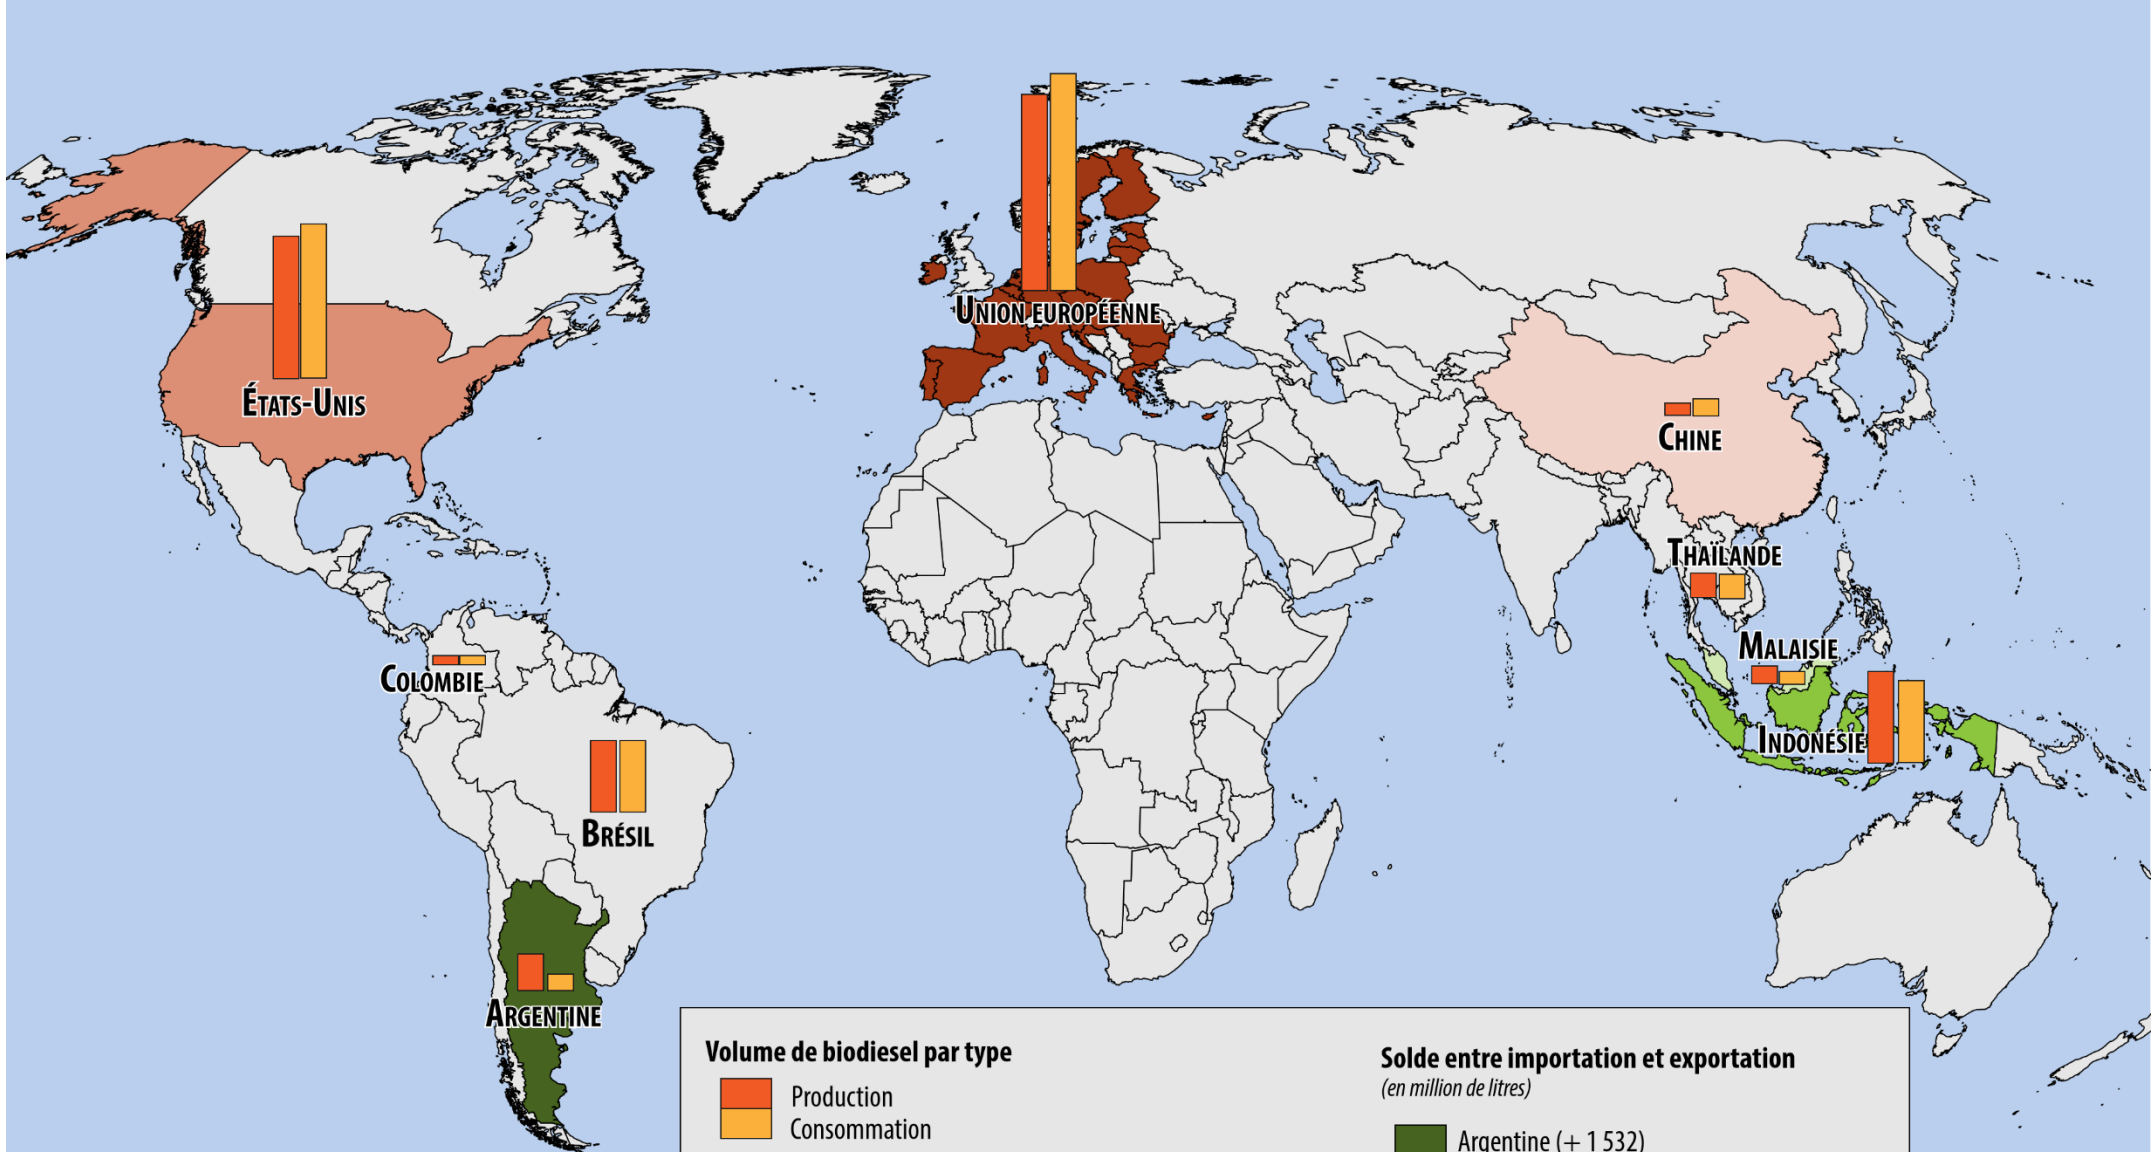 États-Unis
Union européenne
Chine
Thaïlande
Malaisie
Indonésie
Colombie
Brésil
Argentine
Volume de biodiesel par type
Production
Consommation
Solde entre importation et exportation
(en million de litres)
Argentine (+ 1 532)